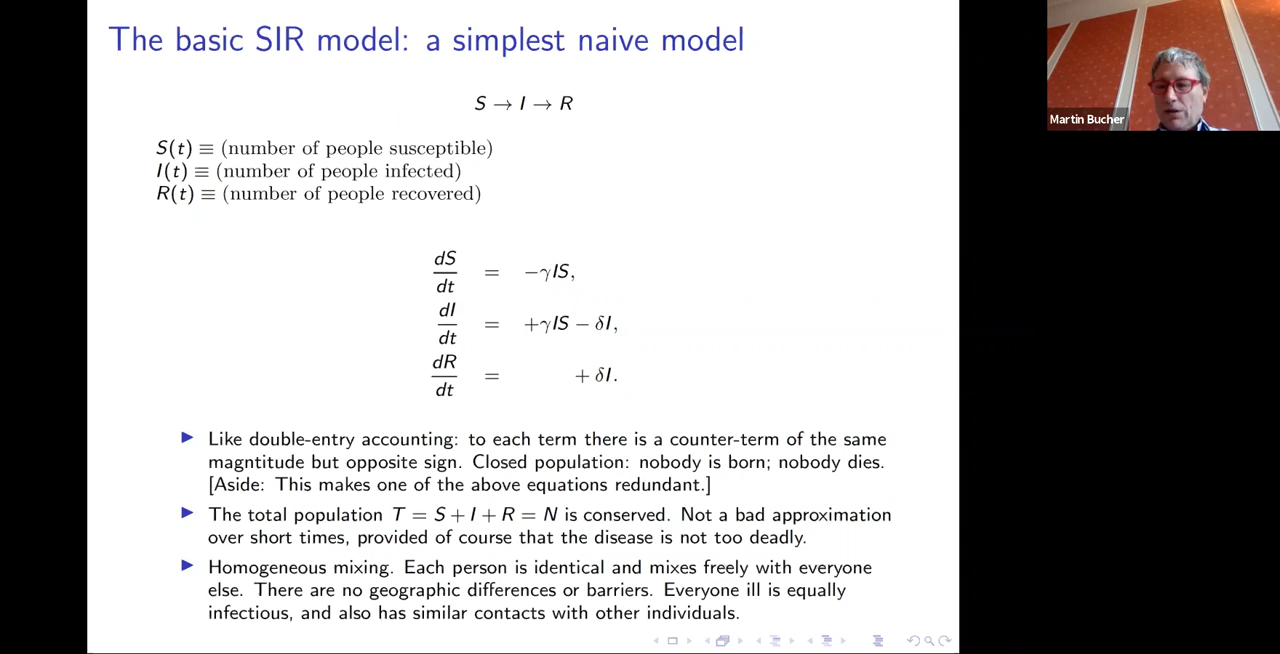 The basic SIR model: a simplest naive model
S → I → R
S(t) ≡ (number of people susceptible)
I(t) ≡ (number of people infected)
R(t) ≡ (number of people recovered)
dS/dt = −γIS,
dI/dt = +γIS − δI,
dR/dt = + δI.
Like double-entry accounting: to each term there is a counter-term of the same
magntitude but opposite sign. Closed population: nobody is born; nobody dies.
[Aside: This makes one of the above equations redundant.]
The total population T = S + I + R = N is conserved. Not a bad approximation
over short times, provided of course that the disease is not too deadly.
Homogeneous mixing. Each person is identical and mixes freely with everyone
else. There are no geographic differences or barriers. Everyone ill is equally
infectious, and also has similar contacts with other individuals.
Martin Bucher